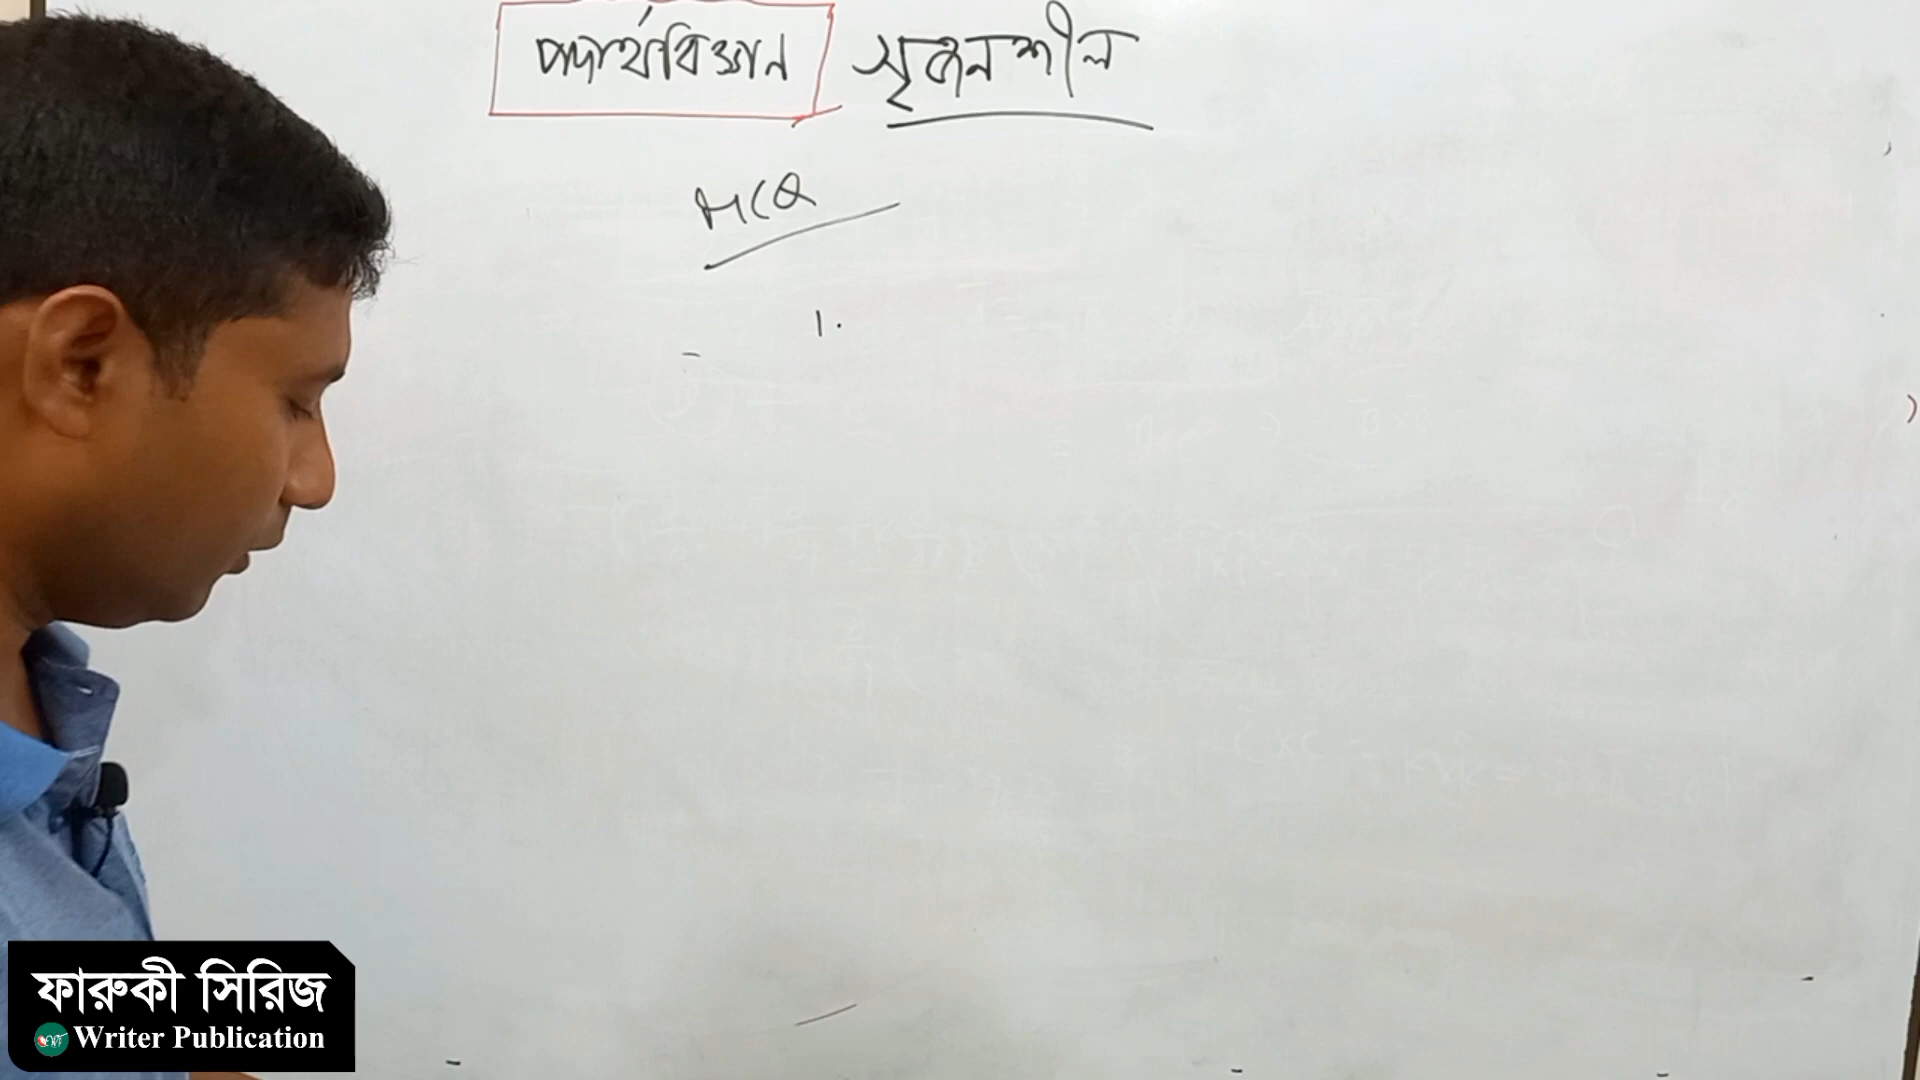 পদার্থবিজ্ঞান সৃজনশীল
MCQ
1.
ফারুকী সিরিজ
Writer Publication